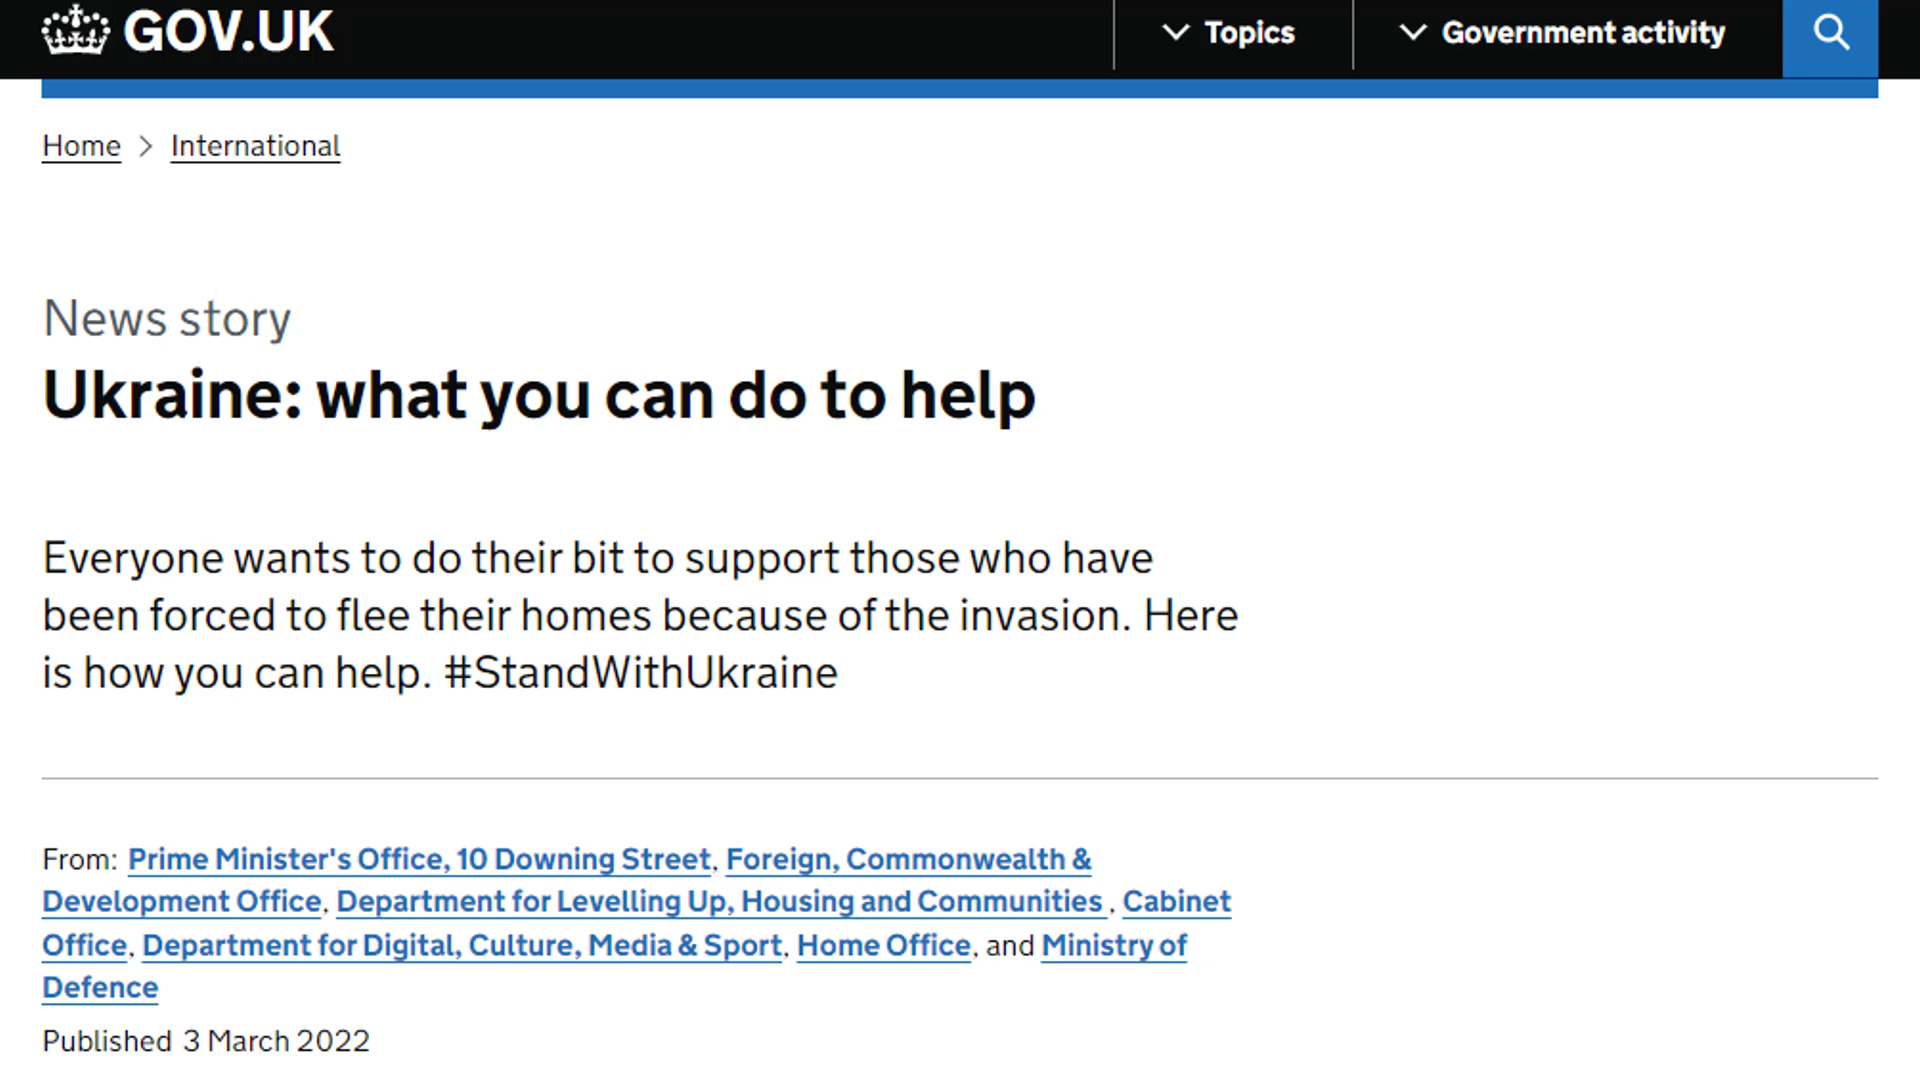 GOV.UK
Topics
Government activity
Home > International
News story
Ukraine: what you can do to help
Everyone wants to do their bit to support those who have
been forced to flee their homes because of the invasion. Here
is how you can help. #StandWithUkraine
From: Prime Minister's Office, 10 Downing Street, Foreign, Commonwealth &
Development Office, Department for Levelling Up, Housing and Communities , Cabinet
Office, Department for Digital, Culture, Media & Sport, Home Office, and Ministry of
Defence
Published 3 March 2022